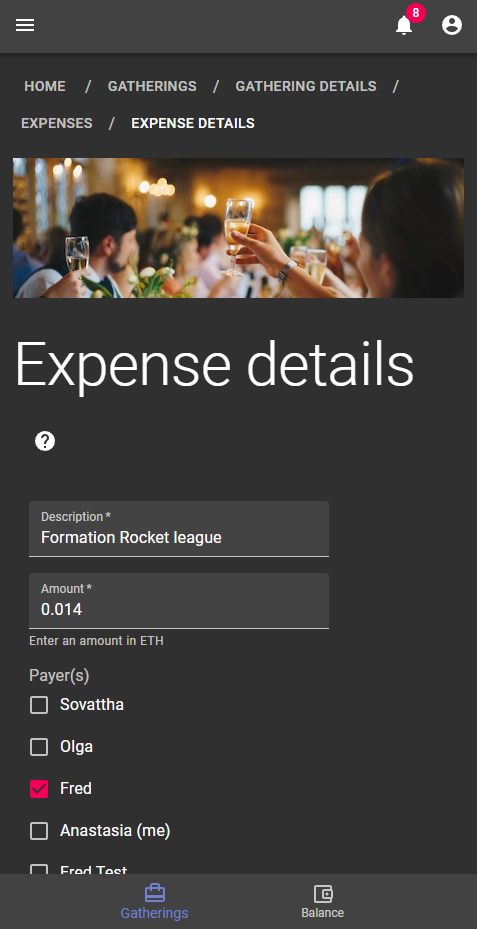 8
HOME / GATHERINGS / GATHERING DETAILS /
EXPENSES / EXPENSE DETAILS
Expense details
?
Description *
Formation Rocket league
Amount *
0.014
Enter an amount in ETH
Payer(s)
Sovattha
Olga
Fred
Anastasia (me)
Fred Test
Gatherings Balance